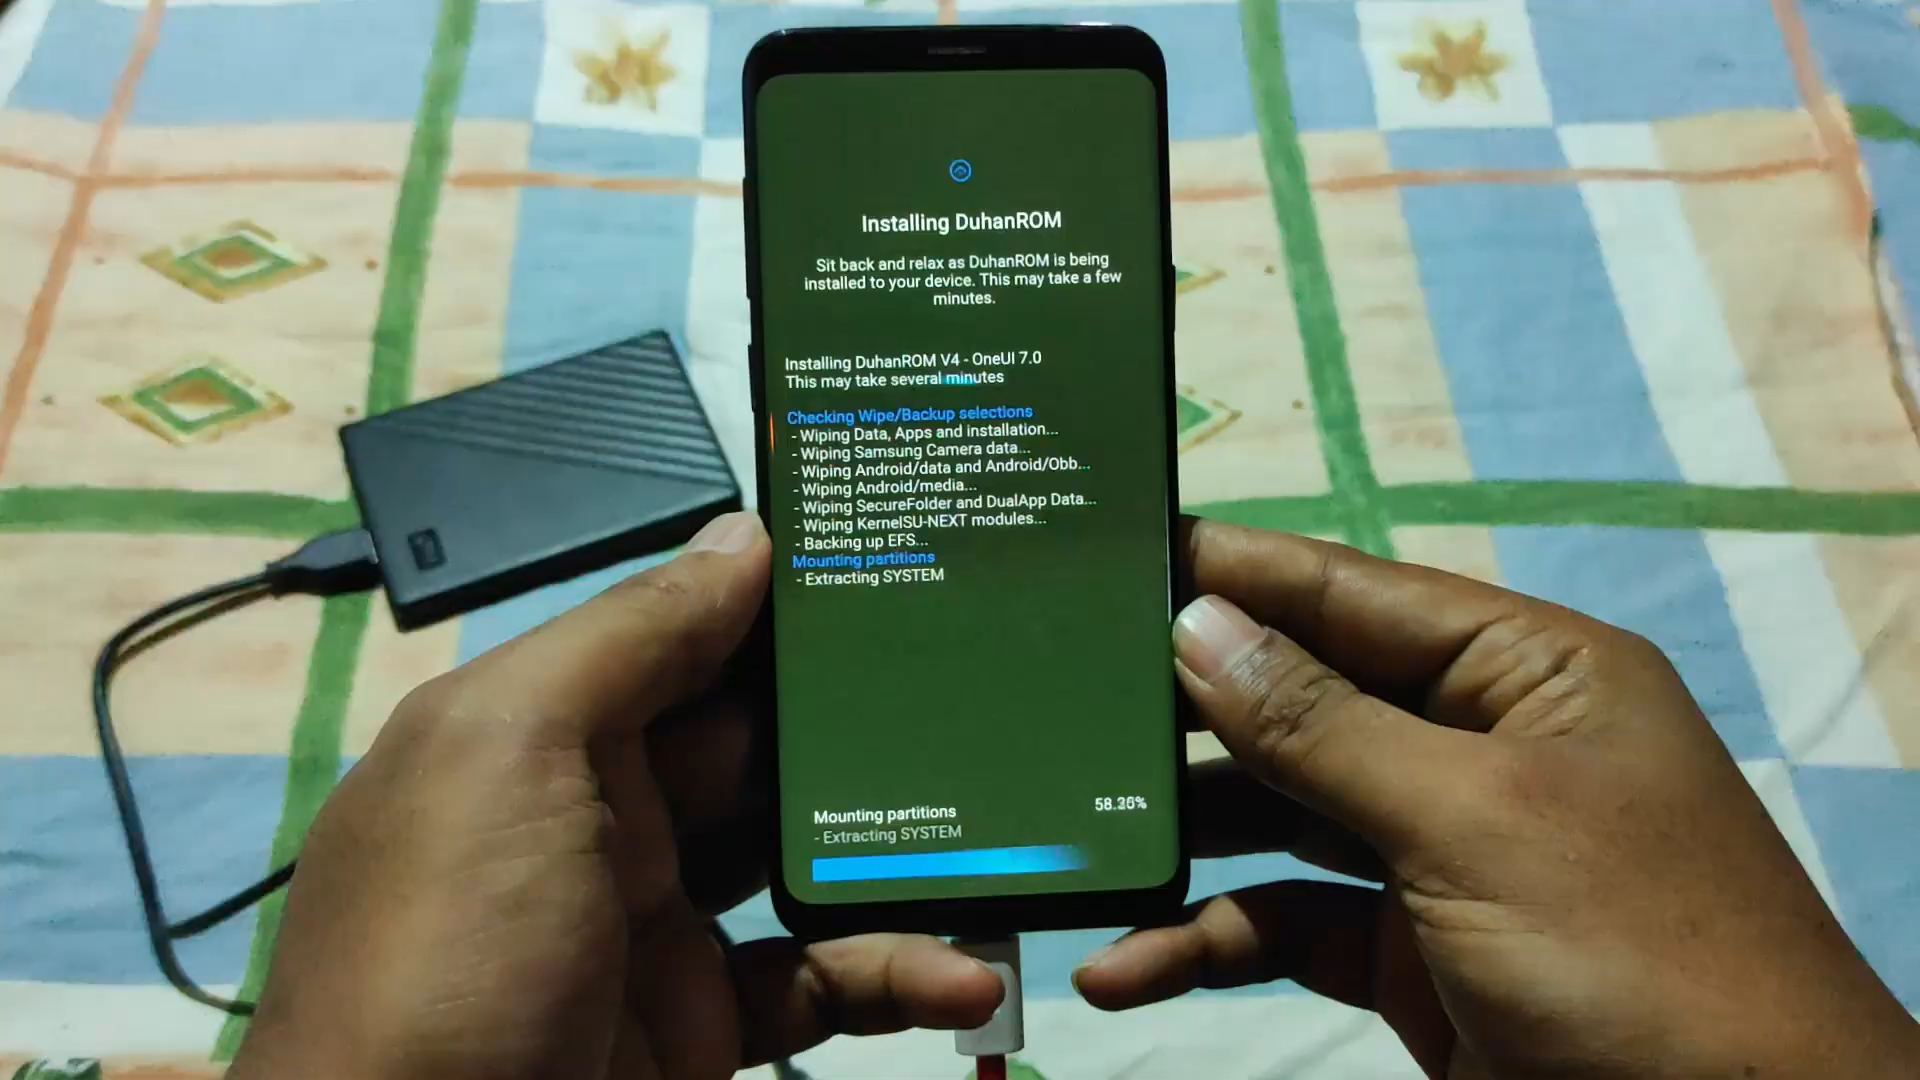 Installing DuhanROM
Sit back and relax as DuhanROM is being
installed to your device. This may take a few
minutes.
Installing DuhanROM V4 - OneUI 7.0
This may take several minutes
Checking Wipe/Backup selections
- Wiping Data, Apps and installation...
- Wiping Samsung Camera data...
- Wiping Android/data and Android/Obb...
- Wiping Android/media...
- Wiping SecureFolder and DualApp Data...
- Wiping KernelSU-NEXT modules...
- Backing up EFS...
Mounting partitions
- Extracting SYSTEM
Mounting partitions
- Extracting SYSTEM